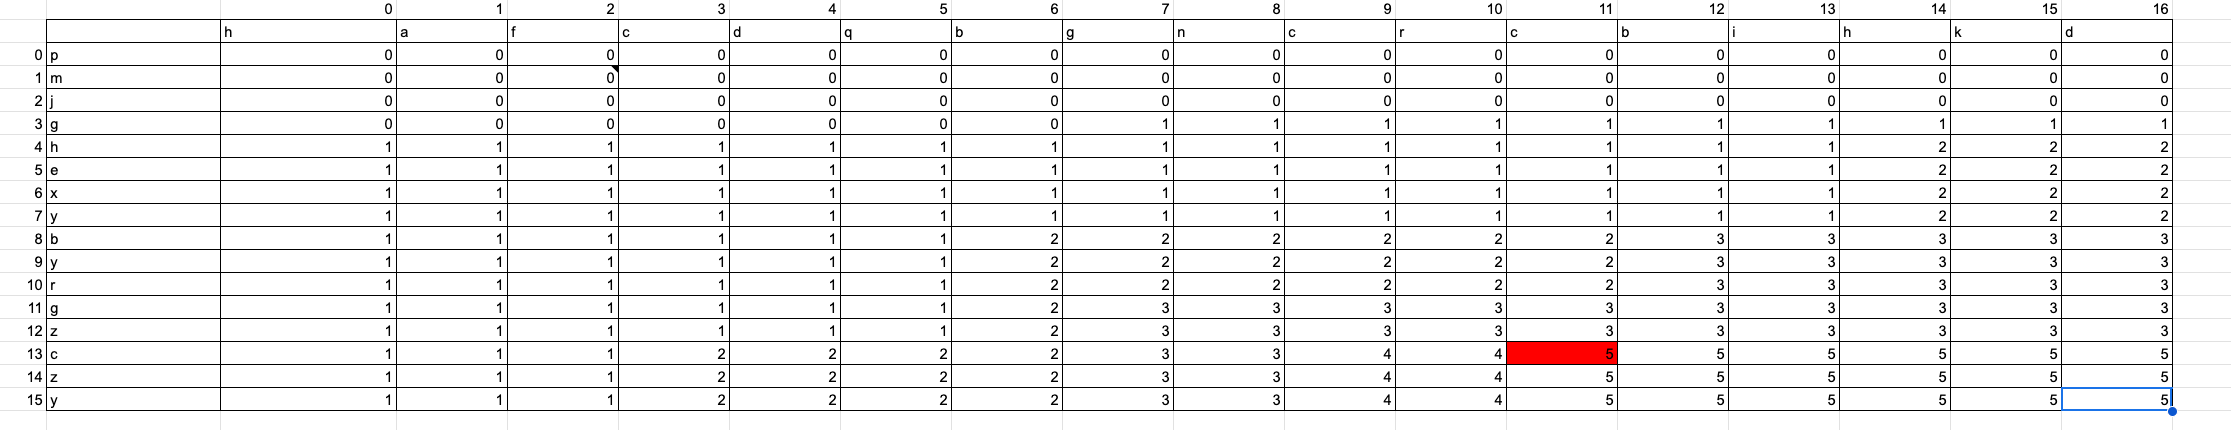 0 1 2 3 4 5 6 7 8 9 10 11 12 13 14 15 16
h a f c d q b g n c r c b i h k d
0 p 0 0 0 0 0 0 0 0 0 0 0 0 0 0 0 0 0
1 m 0 0 0 0 0 0 0 0 0 0 0 0 0 0 0 0 0
2 j 0 0 0 0 0 0 0 0 0 0 0 0 0 0 0 0 0
3 g 0 0 0 0 0 0 0 1 1 1 1 1 1 1 1 1 1
4 h 1 1 1 1 1 1 1 1 1 1 1 1 1 1 2 2 2
5 e 1 1 1 1 1 1 1 1 1 1 1 1 1 1 2 2 2
6 x 1 1 1 1 1 1 1 1 1 1 1 1 1 1 2 2 2
7 y 1 1 1 1 1 1 1 1 1 1 1 1 1 1 2 2 2
8 b 1 1 1 1 1 1 2 2 2 2 2 2 3 3 3 3 3
9 y 1 1 1 1 1 1 2 2 2 2 2 2 3 3 3 3 3
10 r 1 1 1 1 1 1 2 2 2 2 2 2 3 3 3 3 3
11 g 1 1 1 1 1 1 2 3 3 3 3 3 3 3 3 3 3
12 z 1 1 1 1 1 1 2 3 3 3 3 3 3 3 3 3 3
13 c 1 1 1 2 2 2 2 3 3 4 4 5 5 5 5 5 5
14 z 1 1 1 2 2 2 2 3 3 4 4 5 5 5 5 5 5
15 y 1 1 1 2 2 2 2 3 3 4 4 5 5 5 5 5 5